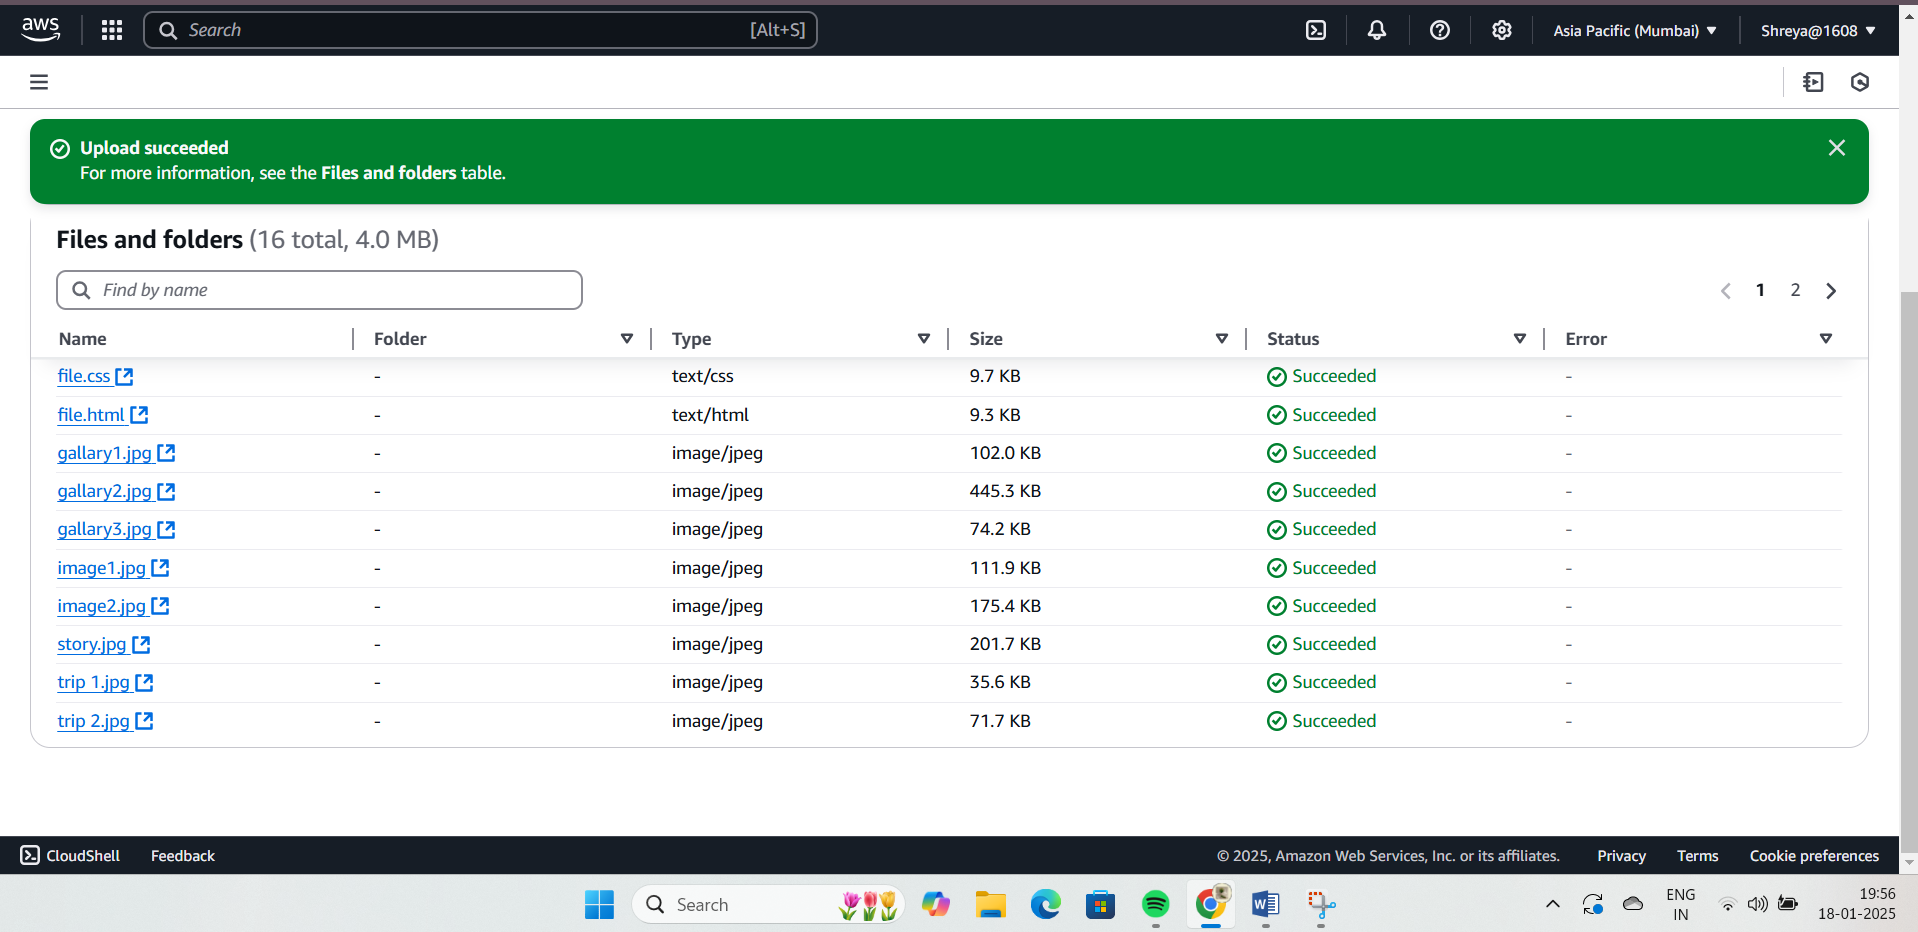 aws Search [Alt+S] Asia Pacific (Mumbai) Shreya@1608
Upload succeeded
For more information, see the Files and folders table.
Files and folders (16 total, 4.0 MB)
Find by name 1 2
Name Folder Type Size Status Error
file.css - text/css 9.7 KB Succeeded -
file.html - text/html 9.3 KB Succeeded -
gallary1.jpg - image/jpeg 102.0 KB Succeeded -
gallary2.jpg - image/jpeg 445.3 KB Succeeded -
gallary3.jpg - image/jpeg 74.2 KB Succeeded -
image1.jpg - image/jpeg 111.9 KB Succeeded -
image2.jpg - image/jpeg 175.4 KB Succeeded -
story.jpg - image/jpeg 201.7 KB Succeeded -
trip 1.jpg - image/jpeg 35.6 KB Succeeded -
trip 2.jpg - image/jpeg 71.7 KB Succeeded -
CloudShell Feedback © 2025, Amazon Web Services, Inc. or its affiliates. Privacy Terms Cookie preferences
Search ENG 19:56
IN 18-01-2025